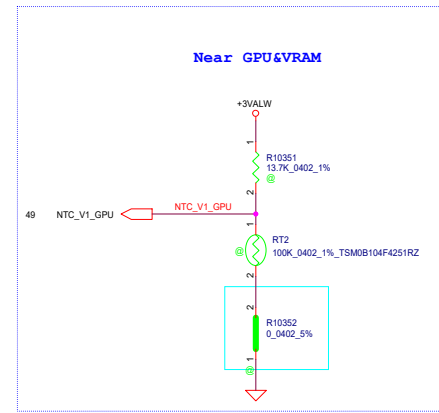 Near GPU&VRAM
+3VALW
1
R10351
13.7K_0402_1%
@
2
49 NTC_V1_GPU NTC_V1_GPU
1
RT2
@
100K_0402_1%_TSM0B104F4251RZ
2
2
R10352
0_0402_5%
1
@